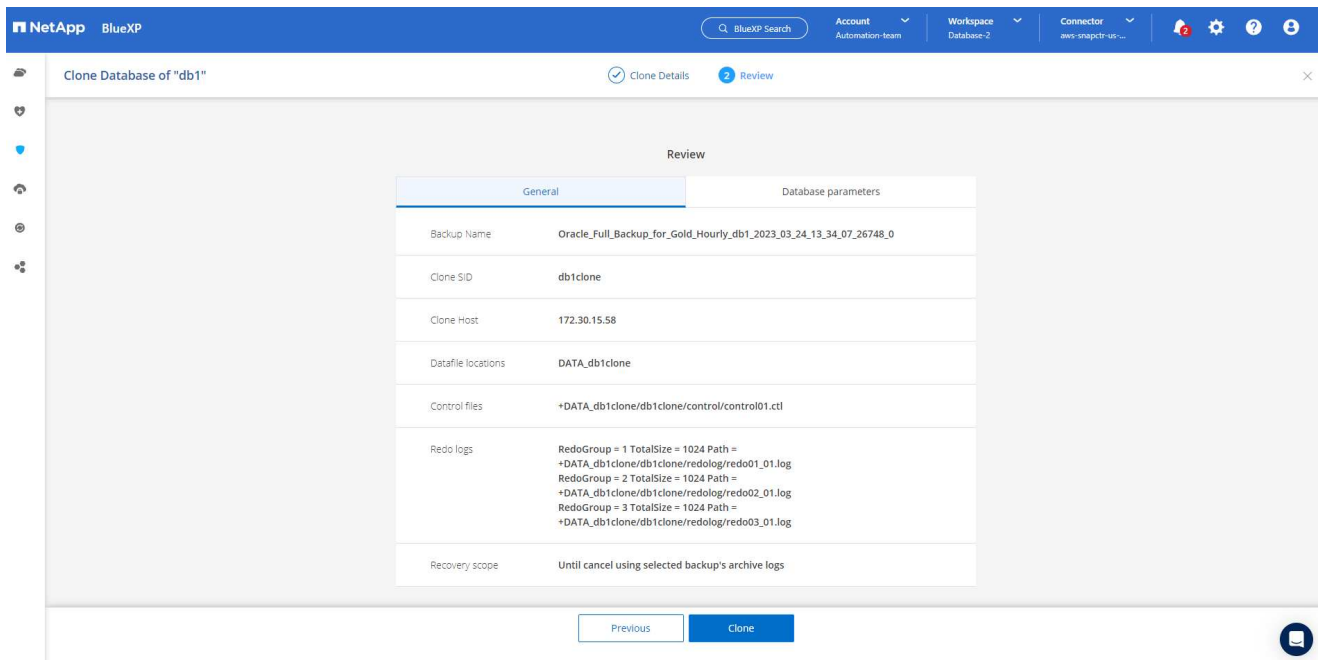 NetApp BlueXP
BlueXP Search
Account
Automation-team
Workspace
Database-2
Connector
aws-snapctr-us-...
2
Clone Database of "db1"
Clone Details
2 Review
Review
General
Database parameters
Backup Name
Oracle_Full_Backup_for_Gold_Hourly_db1_2023_03_24_13_34_07_26748_0
Clone SID
db1clone
Clone Host
172.30.15.58
Datafile locations
DATA_db1clone
Control files
+DATA_db1clone/db1clone/control/control01.ctl
Redo logs
RedoGroup = 1 TotalSize = 1024 Path =
+DATA_db1clone/db1clone/redolog/redo01_01.log
RedoGroup = 2 TotalSize = 1024 Path =
+DATA_db1clone/db1clone/redolog/redo02_01.log
RedoGroup = 3 TotalSize = 1024 Path =
+DATA_db1clone/db1clone/redolog/redo03_01.log
Recovery scope
Until cancel using selected backup's archive logs
Previous
Clone